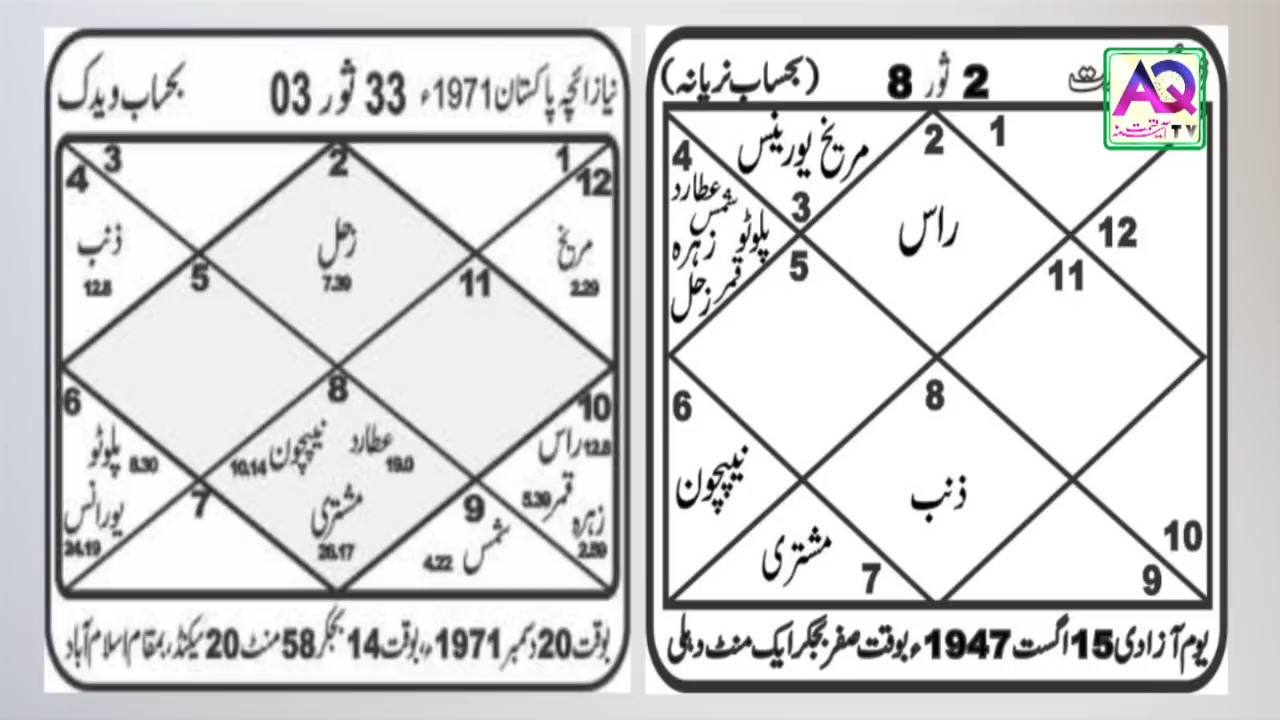 نیا زائچہ پاکستان 1971ء 33 ثور 03 بحساب ویدک
2
3
4
1
12
ذنب
12.8
زحل
7.39
مریخ
2.29
5
11
8
6
پلوٹو 8.30
یورانس
24.19
7
نیپچون 10.14
عطارد 19.0
مشتری
26.17
9
شمس 4.22
10
راس 12.8
قمر 5.39
زہرہ
2.59
بوقت 20 دسمبر 1971ء، بوقت 14 بجکر 58 منٹ 20 سیکنڈ، بمقام اسلام آباد
2 ثور 8 (بحساب نریانہ)
AQ
TV آئینہ قسمت
مریخ یورینس
3
2
1
4
عطارد
شمس
پلوٹو
زہرہ
قمر
زحل
راس
12
5
11
8
6
نیپچون
ذنب
مشتری
7
10
9
یوم آزادی 15 اگست 1947ء بوقت صفر بجکر ایک منٹ دہلی